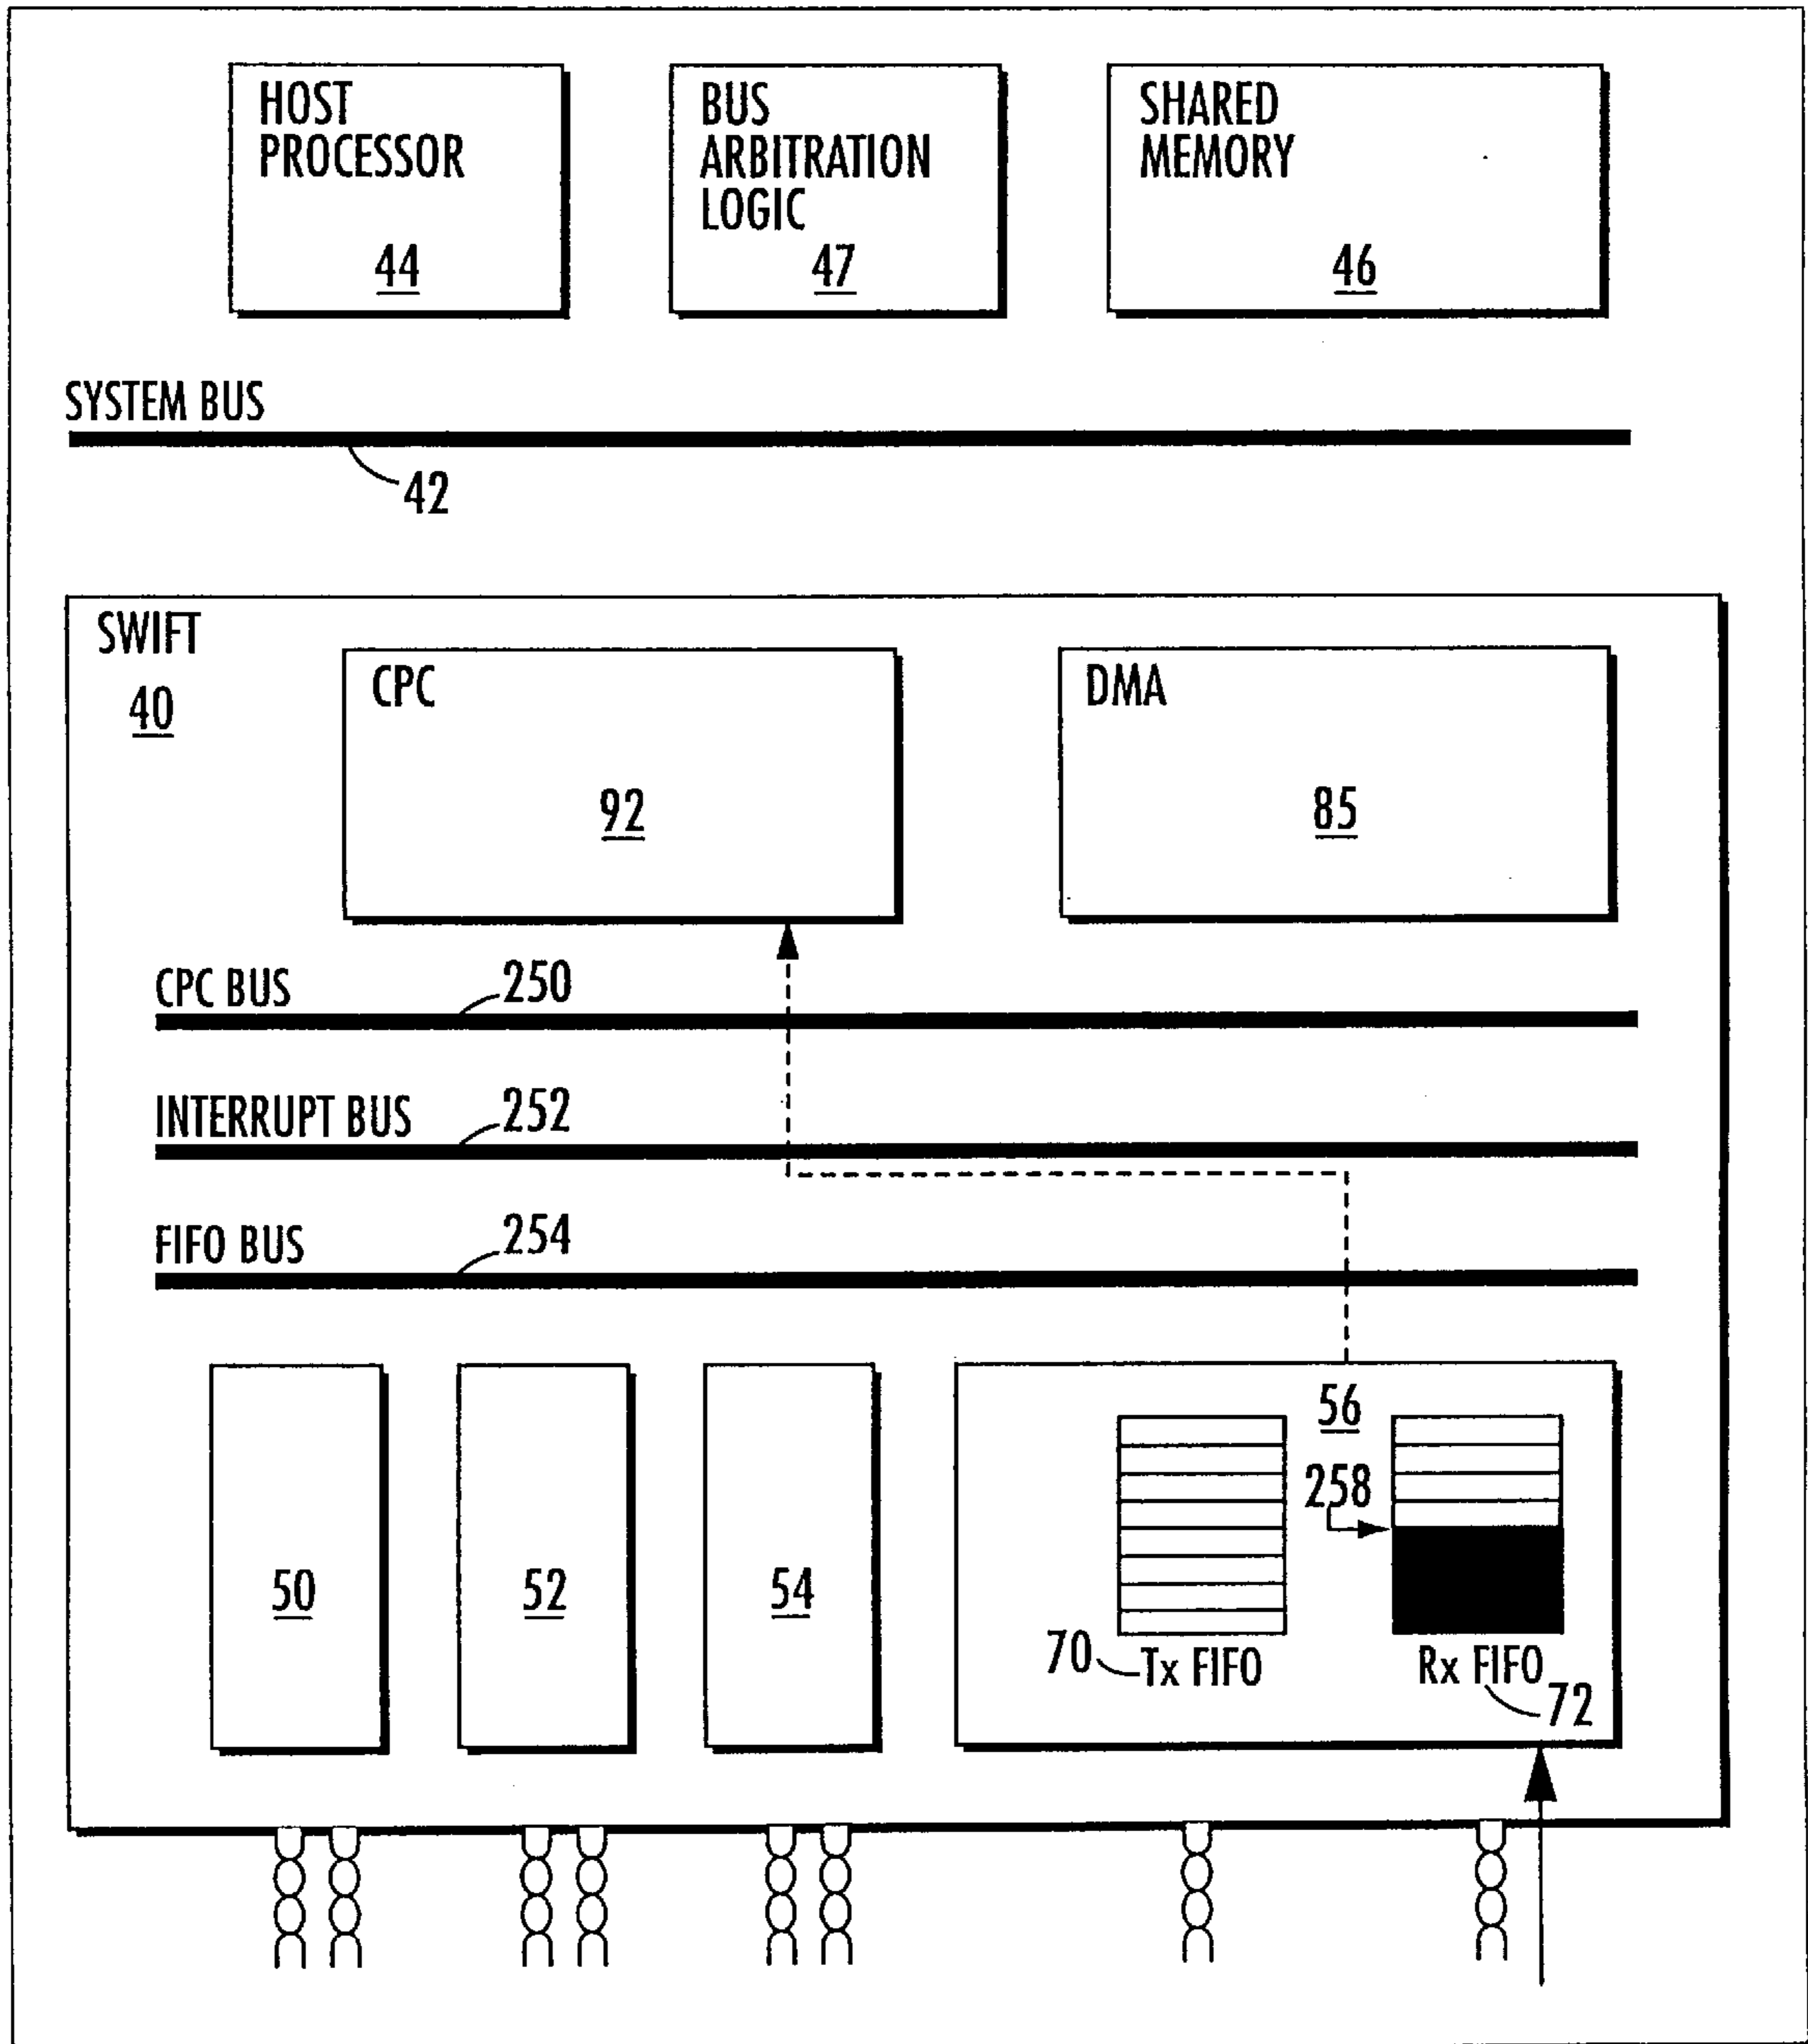 HOST
PROCESSOR
44
BUS
ARBITRATION
LOGIC
47
SHARED
MEMORY
46
SYSTEM BUS
42
SWIFT
40
CPC
92
DMA
85
CPC BUS
250
INTERRUPT BUS
252
FIFO BUS
254
50
52
54
56
258
70
Tx FIFO
Rx FIFO
72